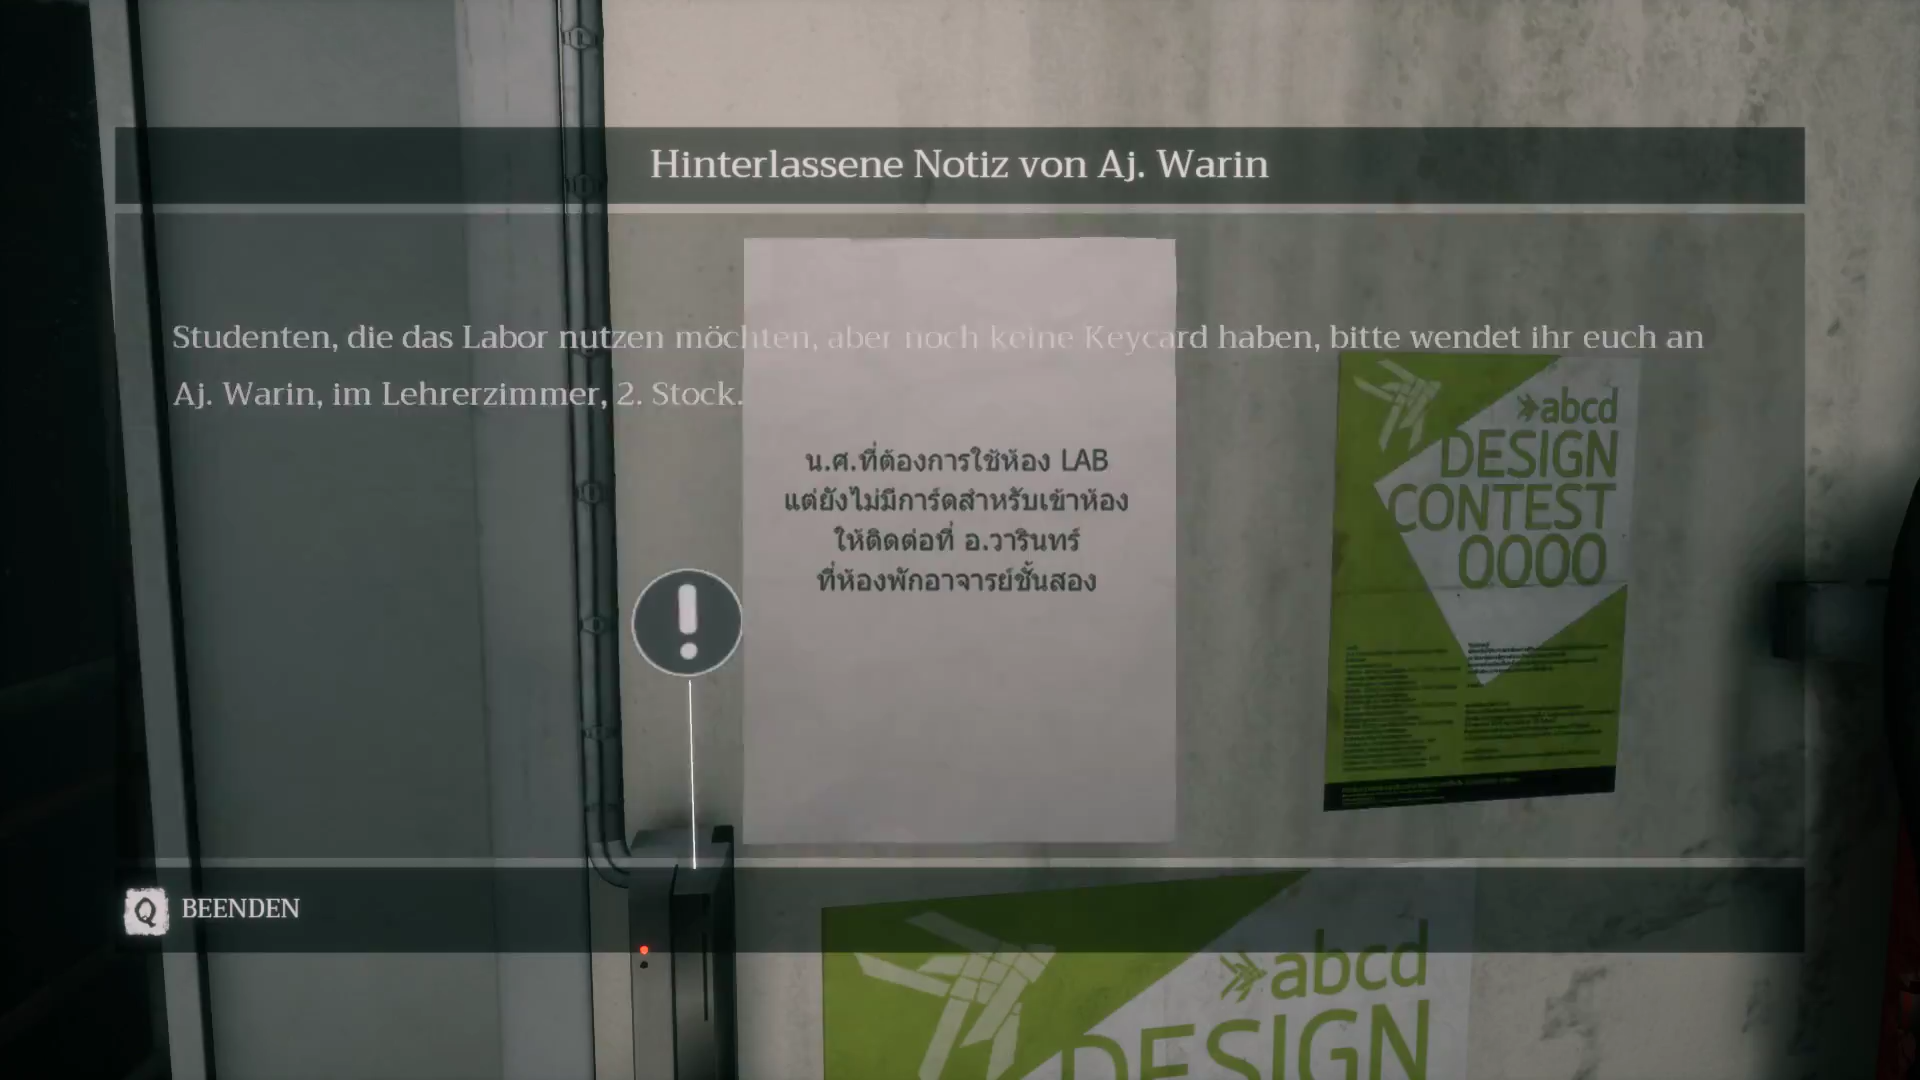 Hinterlassene Notiz von Aj. Warin
Studenten, die das Labor nutzen möchten, aber noch keine Keycard haben, bitte wendet ihr euch an
Aj. Warin, im Lehrerzimmer, 2. Stock.
น.ศ.ที่ต้องการใช้ห้อง LAB
แต่ยังไม่มีการ์ดสำหรับเข้าห้อง
ให้ติดต่อที่ อ.วารินทร์
ที่ห้องพักอาจารย์ชั้นสอง
abcd
DESIGN
CONTEST
0000
Q BEENDEN
abcd
DESIGN